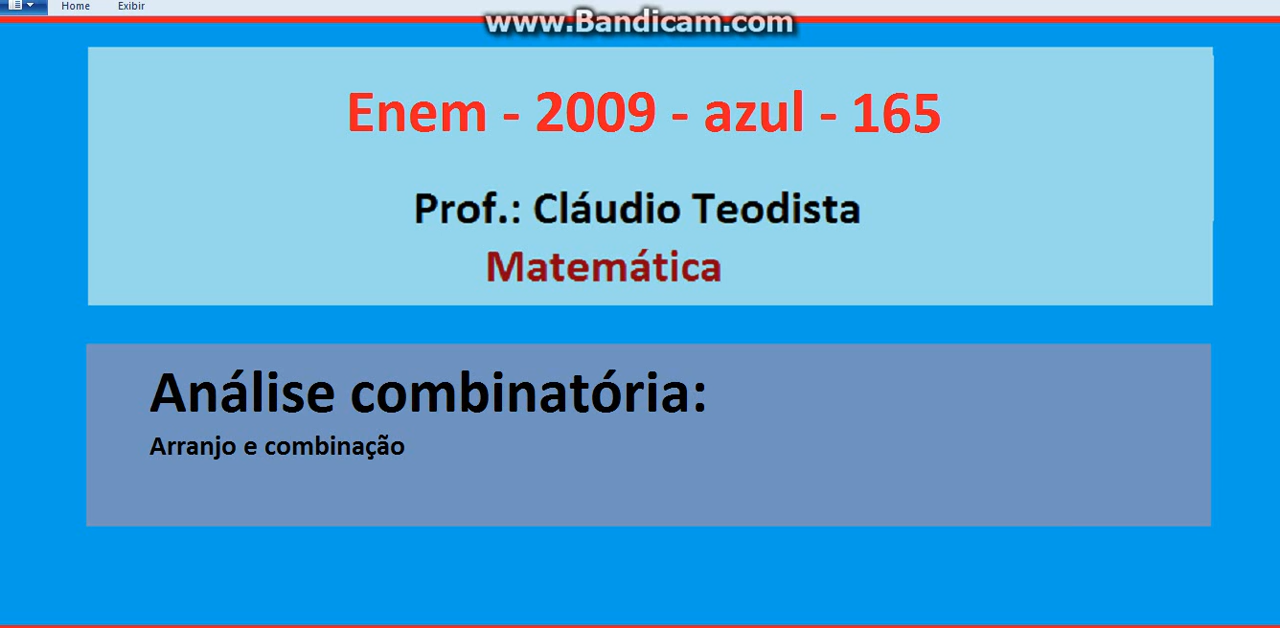 Home Exibir
www.Bandicam.com
Enem - 2009 - azul - 165
Prof.: Cláudio Teodista
Matemática
Análise combinatória:
Arranjo e combinação